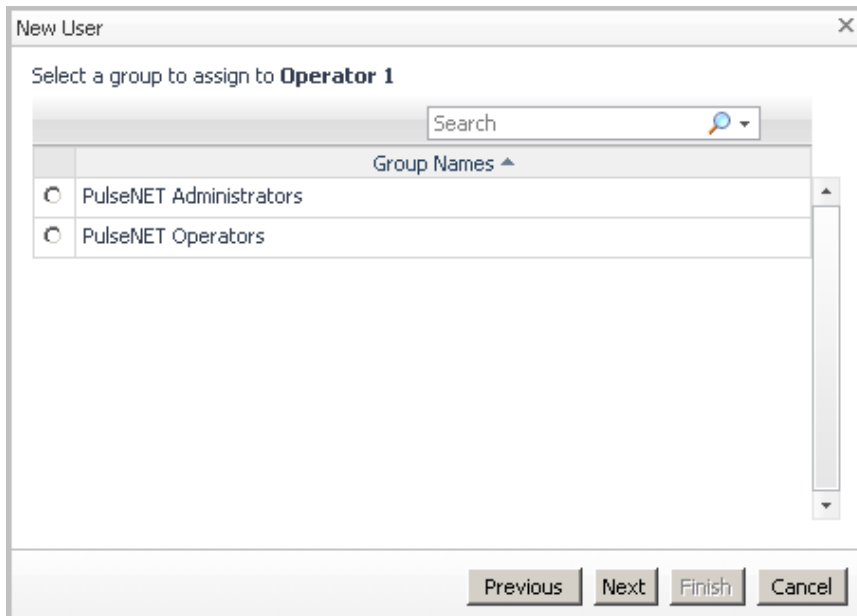 New User
Select a group to assign to Operator 1
Search
Group Names
PulseNET Administrators
PulseNET Operators
Previous Next Finish Cancel